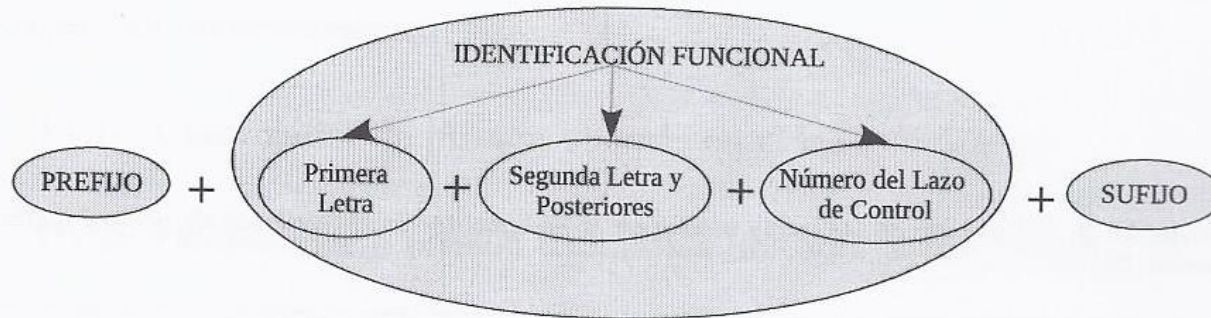 IDENTIFICACIÓN FUNCIONAL
PREFIJO + Primera Letra + Segunda Letra y Posteriores + Número del Lazo de Control + SUFIJO